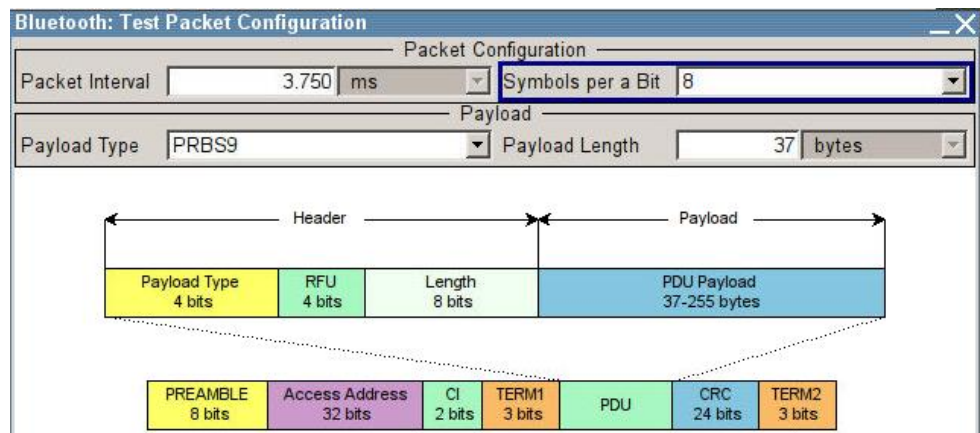 Bluetooth: Test Packet Configuration
Packet Configuration
Packet Interval 3.750 ms Symbols per a Bit 8
Payload
Payload Type PRBS9 Payload Length 37 bytes
Header Payload
Payload Type RFU Length PDU Payload
4 bits 4 bits 8 bits 37-255 bytes
PREAMBLE Access Address CI TERM1 PDU CRC TERM2
8 bits 32 bits 2 bits 3 bits 24 bits 3 bits